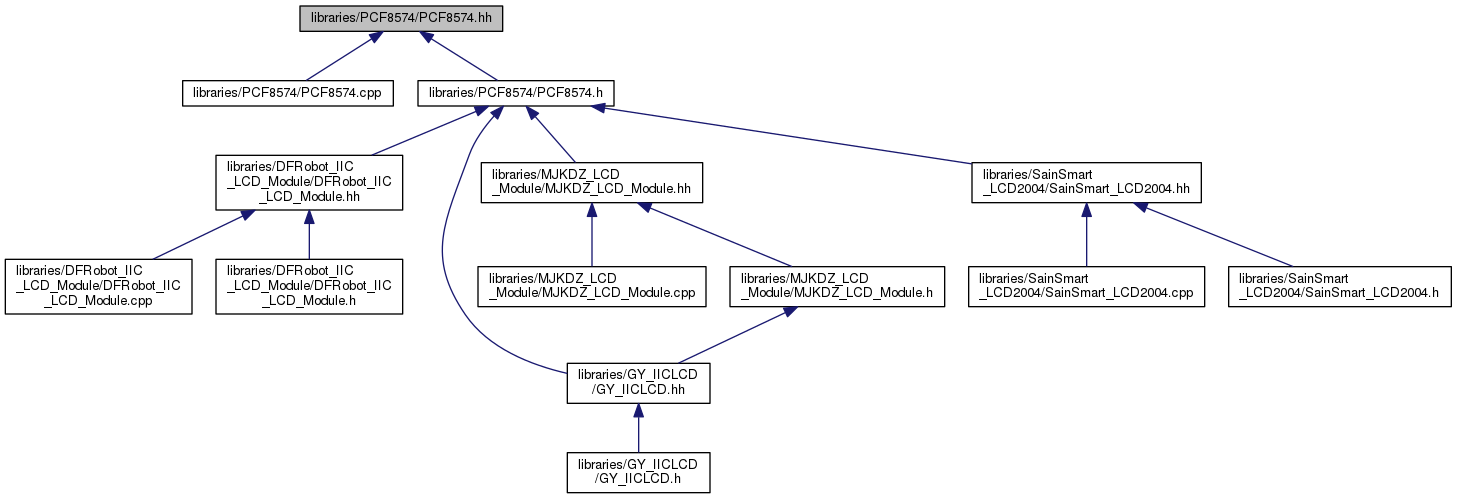 libraries/PCF8574/PCF8574.hh
libraries/PCF8574/PCF8574.cpp
libraries/PCF8574/PCF8574.h
libraries/DFRobot_IIC
_LCD_Module/DFRobot_IIC
_LCD_Module.hh
libraries/MJKDZ_LCD
_Module/MJKDZ_LCD_Module.hh
libraries/SainSmart
_LCD2004/SainSmart_LCD2004.hh
libraries/DFRobot_IIC
_LCD_Module/DFRobot_IIC
_LCD_Module.cpp
libraries/DFRobot_IIC
_LCD_Module/DFRobot_IIC
_LCD_Module.h
libraries/MJKDZ_LCD
_Module/MJKDZ_LCD_Module.cpp
libraries/MJKDZ_LCD
_Module/MJKDZ_LCD_Module.h
libraries/SainSmart
_LCD2004/SainSmart_LCD2004.cpp
libraries/SainSmart
_LCD2004/SainSmart_LCD2004.h
libraries/GY_IICLCD
/GY_IICLCD.hh
libraries/GY_IICLCD
/GY_IICLCD.h